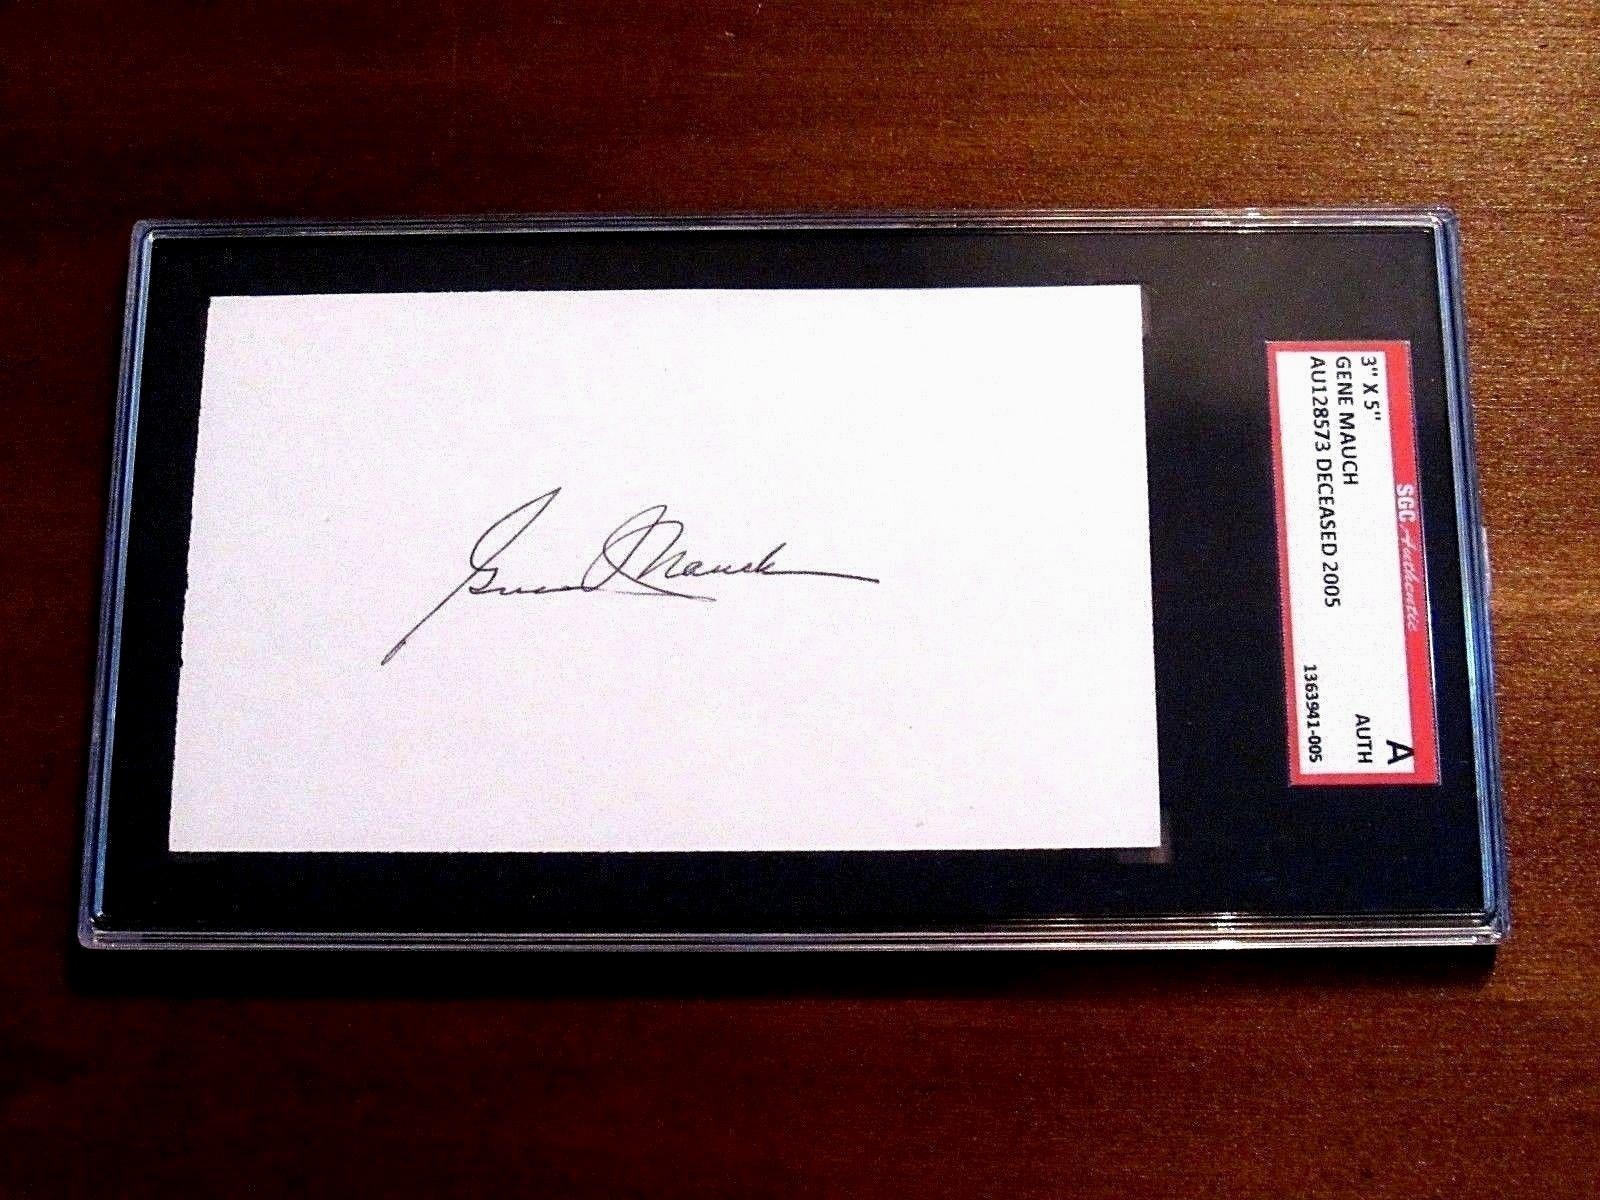 Gene Mauch
SGC Authentic
3" X 5"
A
GENE MAUCH
AUTH
AU128573 DECEASED 2005
1363941-005